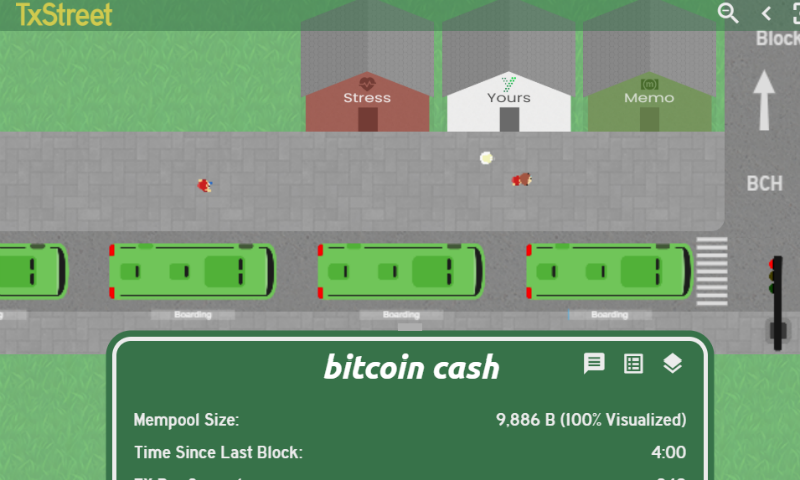 TxStreet
Block
Stress
Yours
Memo
BCH
Boarding
Boarding
Boarding
bitcoin cash
Mempool Size: 9,886 B (100% Visualized)
Time Since Last Block: 4:00